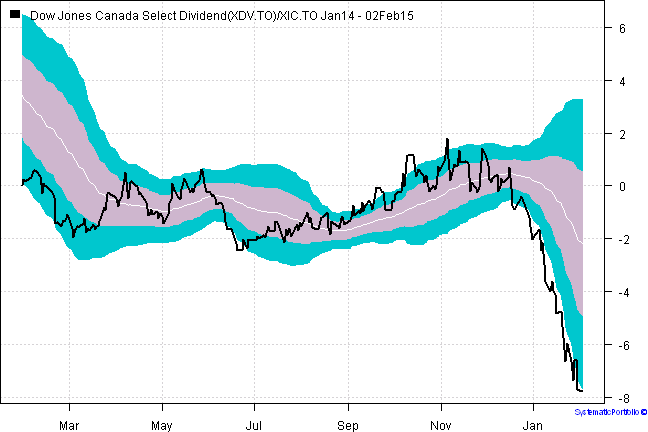 Dow Jones Canada Select Dividend(XDV.TO)/XIC.TO Jan14 - 02Feb15
6
4
2
0
-2
-4
-6
-8
Mar May Jul Sep Nov Jan
SystematicPortfolio ©